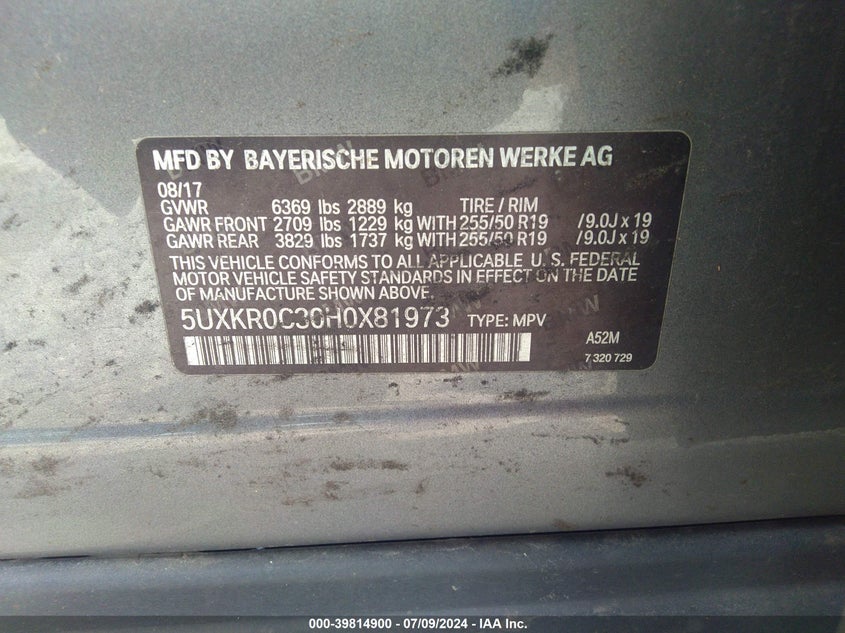 MFD BY BAYERISCHE MOTOREN WERKE AG
08/17
GVWR 6369 lbs 2889 kg TIRE / RIM
GAWR FRONT 2709 lbs 1229 kg WITH 255/50 R19 /9.0J x 19
GAWR REAR 3829 lbs 1737 kg WITH 255/50 R19 /9.0J x 19
THIS VEHICLE CONFORMS TO ALL APPLICABLE U. S. FEDERAL
MOTOR VEHICLE SAFETY STANDARDS IN EFFECT ON THE DATE
OF MANUFACTURE SHOWN ABOVE.
5UXKR0C30H0X81973 TYPE: MPV A52M
7 320 729
000-39814900 - 07/09/2024 - IAA Inc.